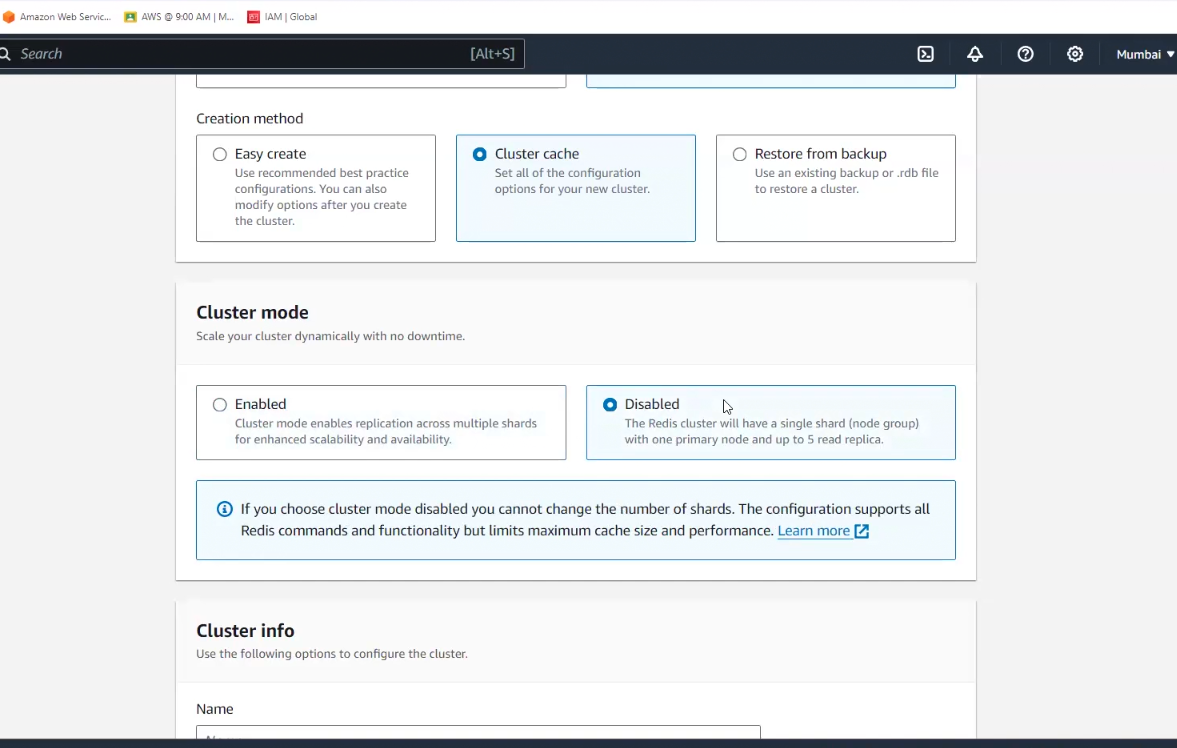 Amazon Web Servic... AWS @ 9:00 AM | M... IAM | Global
Search [Alt+S] Mumbai
Creation method
Easy create
Use recommended best practice
configurations. You can also
modify options after you create
the cluster.
Cluster cache
Set all of the configuration
options for your new cluster.
Restore from backup
Use an existing backup or .rdb file
to restore a cluster.
Cluster mode
Scale your cluster dynamically with no downtime.
Enabled
Cluster mode enables replication across multiple shards
for enhanced scalability and availability.
Disabled
The Redis cluster will have a single shard (node group)
with one primary node and up to 5 read replica.
If you choose cluster mode disabled you cannot change the number of shards. The configuration supports all
Redis commands and functionality but limits maximum cache size and performance. Learn more
Cluster info
Use the following options to configure the cluster.
Name